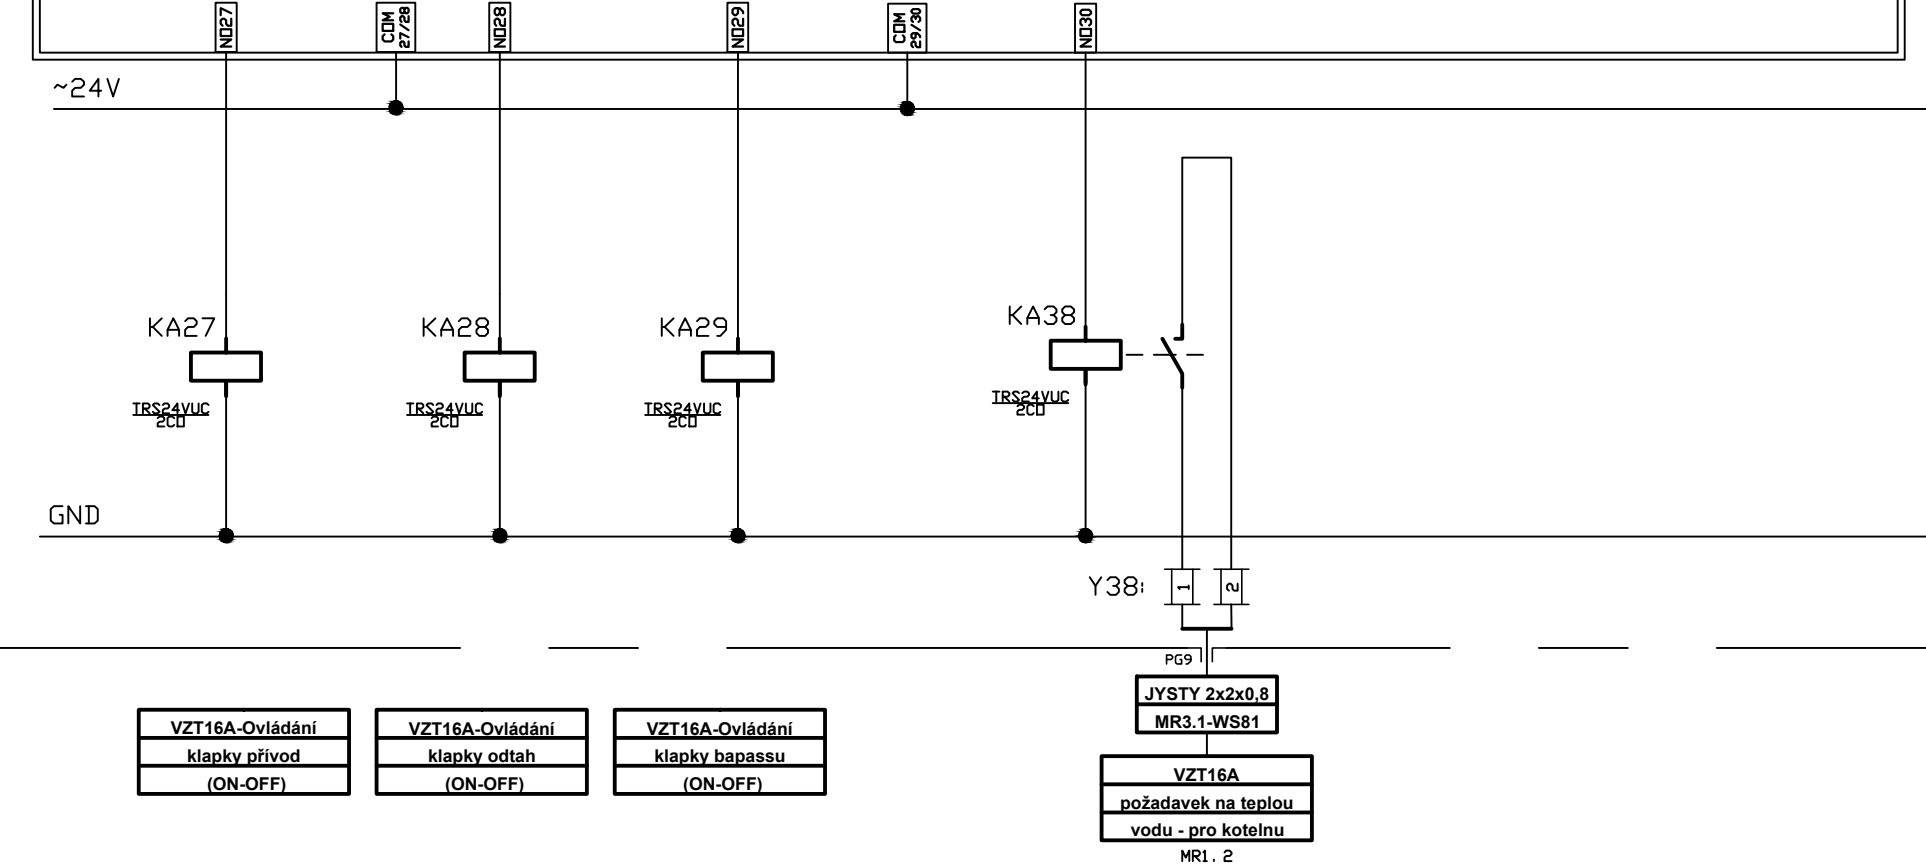 NO27
COM
27/28
NO28
NO29
COM
29/30
NO30
~24V
KA27
KA28
KA29
KA38
TRS24VUC
2CO
TRS24VUC
2CO
TRS24VUC
2CO
TRS24VUC
2CO
GND
Y38:
1
2
PG9
JYSTY 2x2x0,8
MR3.1-WS81
VZT16A-Ovládání
klapky přívod
(ON-OFF)
VZT16A-Ovládání
klapky odtah
(ON-OFF)
VZT16A-Ovládání
klapky bapassu
(ON-OFF)
VZT16A
požadavek na teplou
vodu - pro kotelnu
MR1.2